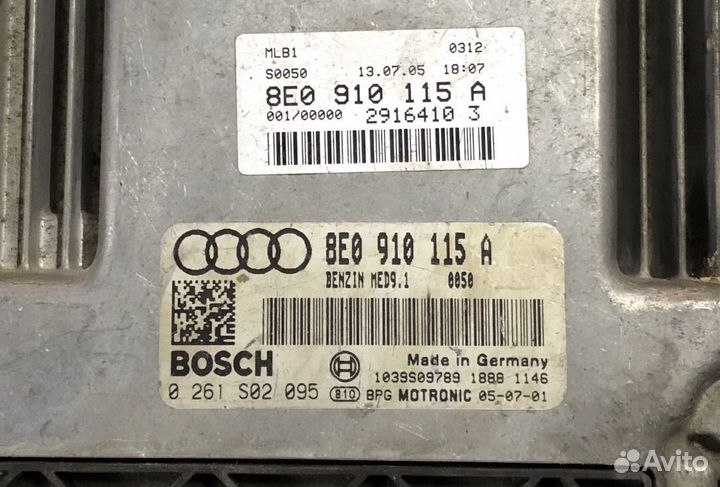 MLB1 0312
S0050 13.07.05 18:07
8E0 910 115 A
001/00000 2916410 3
8E0 910 115 A
BENZIN MED9.1 0050
BOSCH
Made in Germany
1039S09789 1888 1146
0 261 S02 095 810 BPG MOTRONIC 05-07-01
Avito